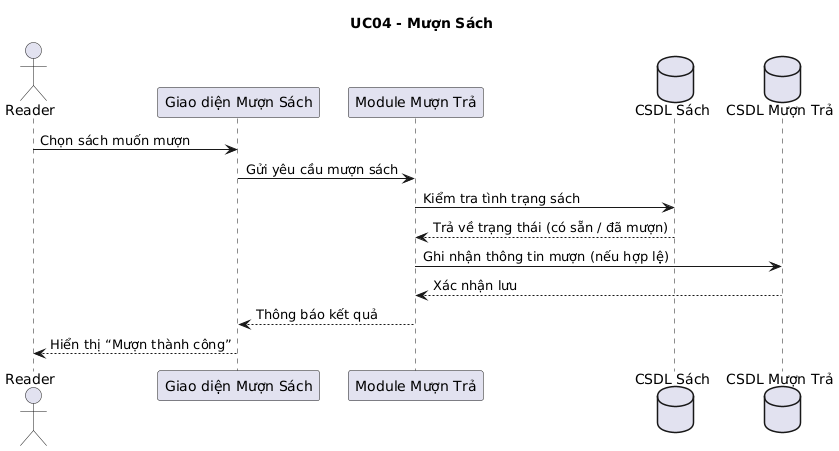 UC04 - Mượn Sách
Reader
Giao diện Mượn Sách
Module Mượn Trả
CSDL Sách
CSDL Mượn Trả
Chọn sách muốn mượn
Gửi yêu cầu mượn sách
Kiểm tra tình trạng sách
Trả về trạng thái (có sẵn / đã mượn)
Ghi nhận thông tin mượn (nếu hợp lệ)
Xác nhận lưu
Thông báo kết quả
Hiển thị “Mượn thành công”
Reader
Giao diện Mượn Sách
Module Mượn Trả
CSDL Sách
CSDL Mượn Trả